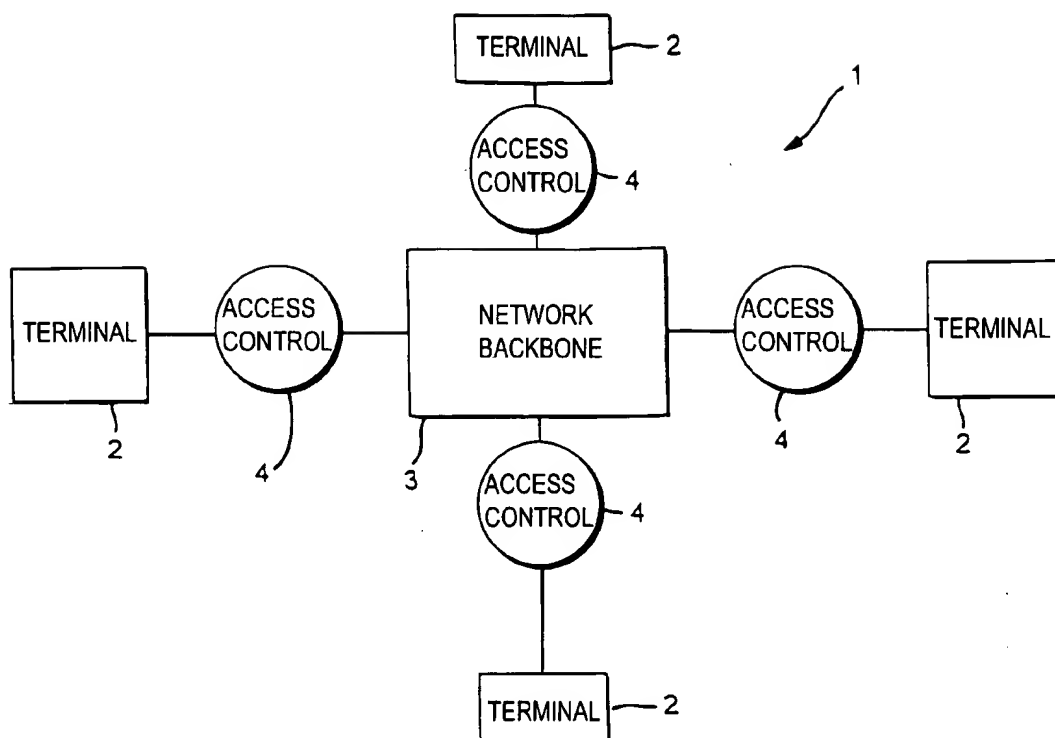 TERMINAL
2
1
ACCESS
CONTROL
4
TERMINAL
2
ACCESS
CONTROL
4
NETWORK
BACKBONE
3
ACCESS
CONTROL
4
TERMINAL
2
ACCESS
CONTROL
4
TERMINAL
2